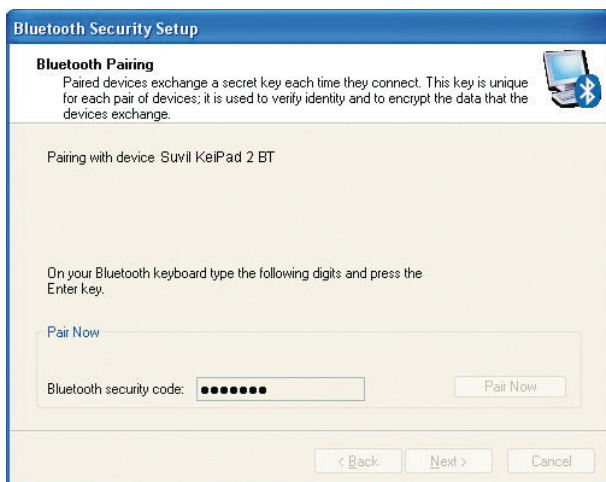 Bluetooth Security Setup
Bluetooth Pairing
Paired devices exchange a secret key each time they connect. This key is unique
for each pair of devices; it is used to verify identity and to encrypt the data that the
devices exchange.
Pairing with device Suvil KeiPad 2 BT
On your Bluetooth keyboard type the following digits and press the
Enter key.
Pair Now
Bluetooth security code: ●●●●●●●
Pair Now
< Back Next > Cancel